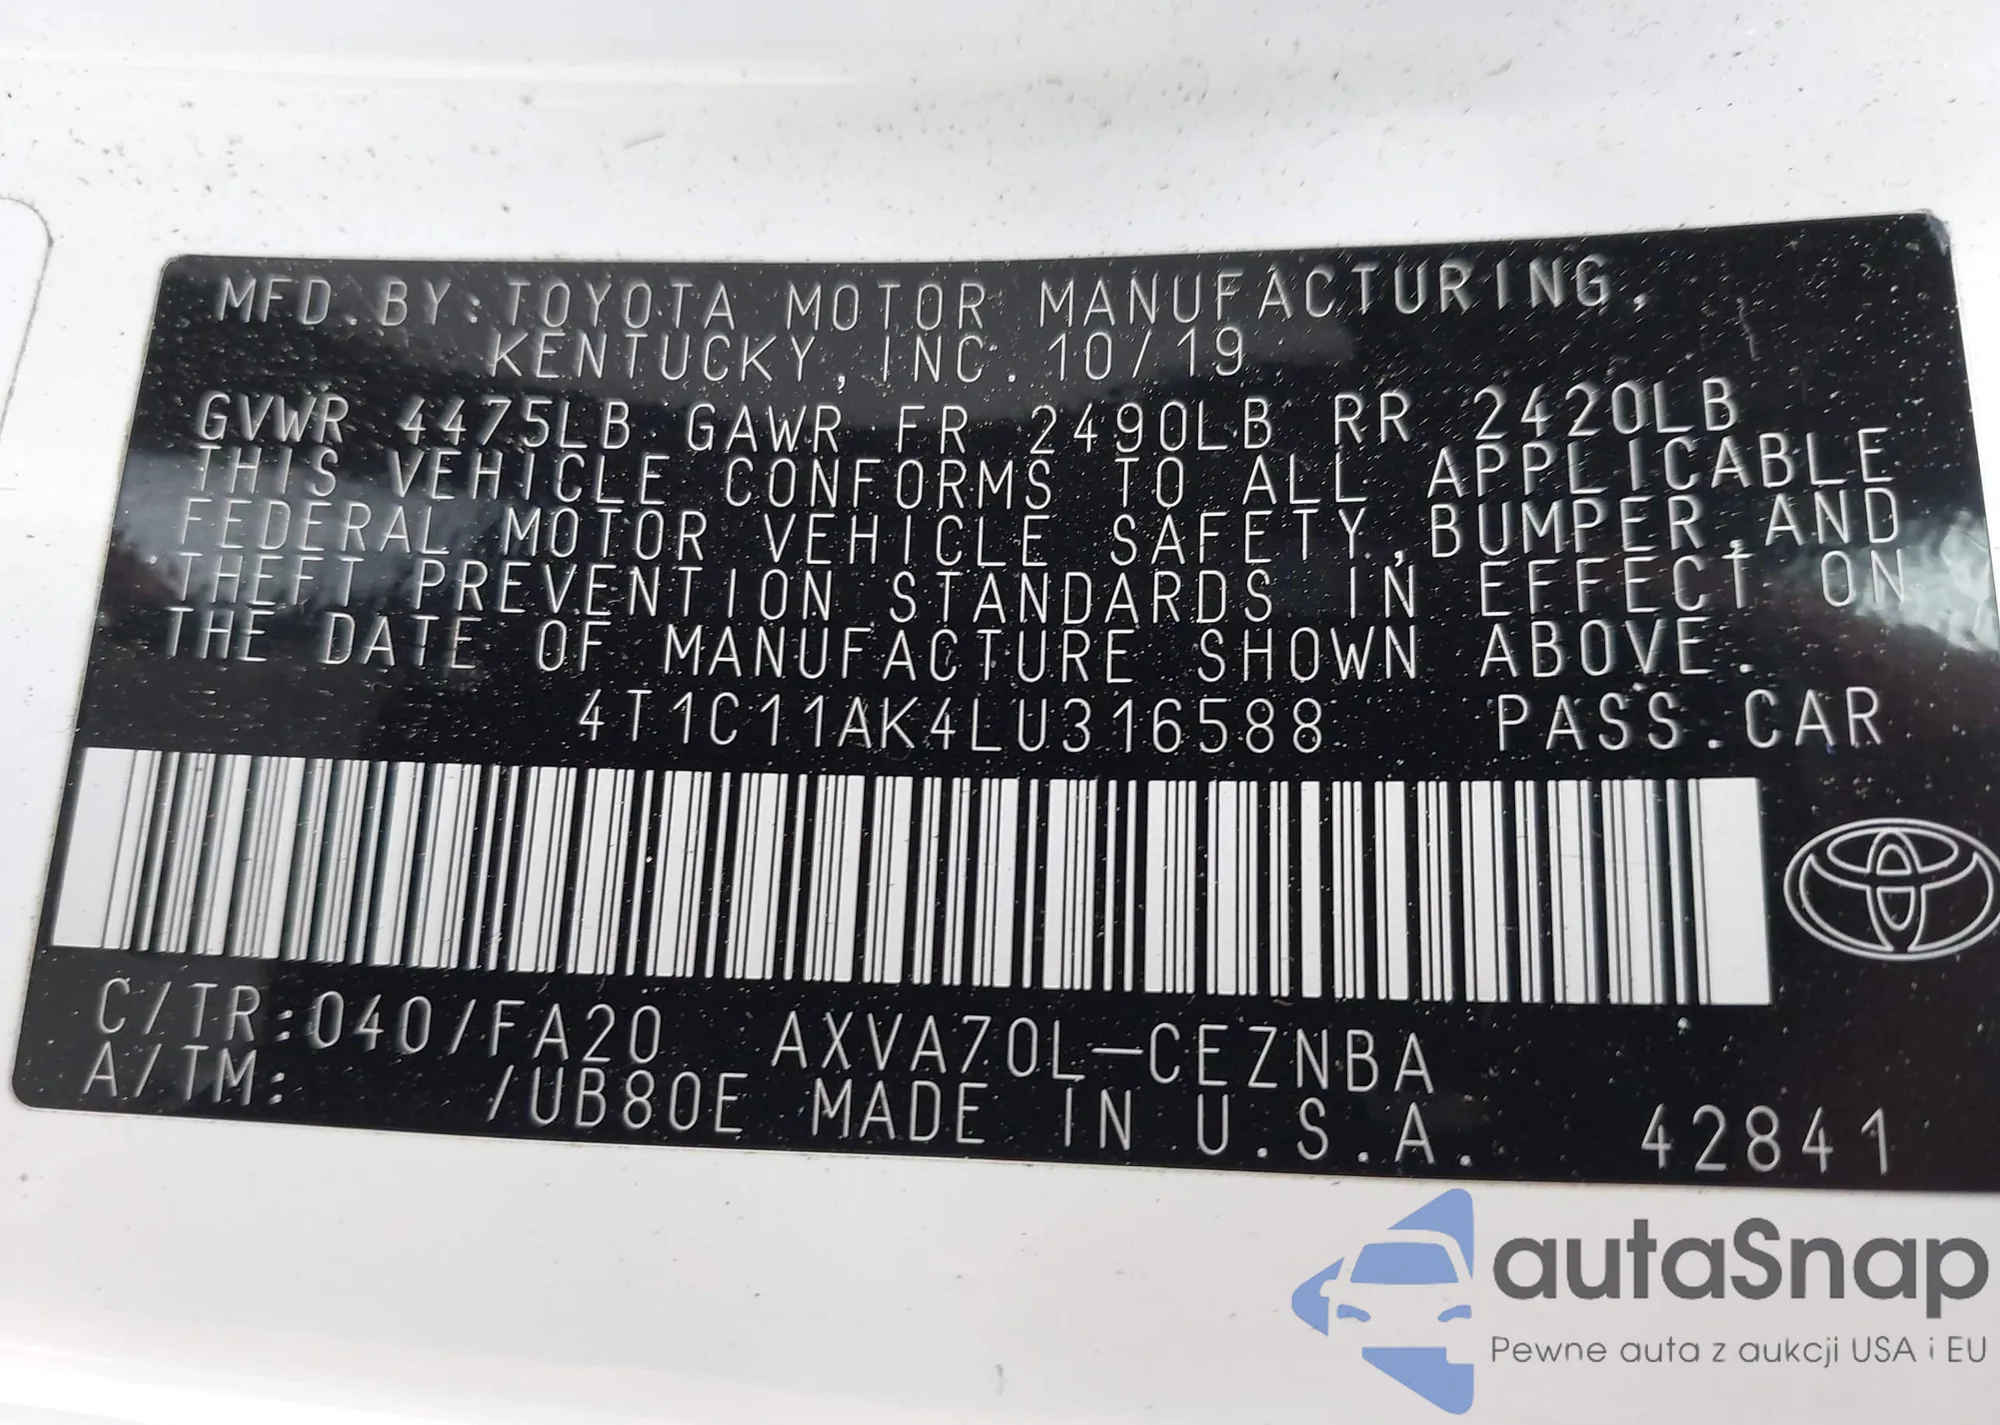 MFD.BY:TOYOTA MOTOR MANUFACTURING,
KENTUCKY, INC. 10/19
GVWR 4475LB GAWR FR 2490LB RR 2420LB
THIS VEHICLE CONFORMS TO ALL APPLICABLE
FEDERAL MOTOR VEHICLE SAFETY,BUMPER,AND
THEFT PREVENTION STANDARDS IN EFFECT ON
THE DATE OF MANUFACTURE SHOWN ABOVE.
4T1C11AK4LU316588 PASS.CAR
C/TR:040/FA20 AXVA70L-CEZNBA
A/TM: /UB80E MADE IN U.S.A. 42841
autaSnap
Pewne auta z aukcji USA i EU